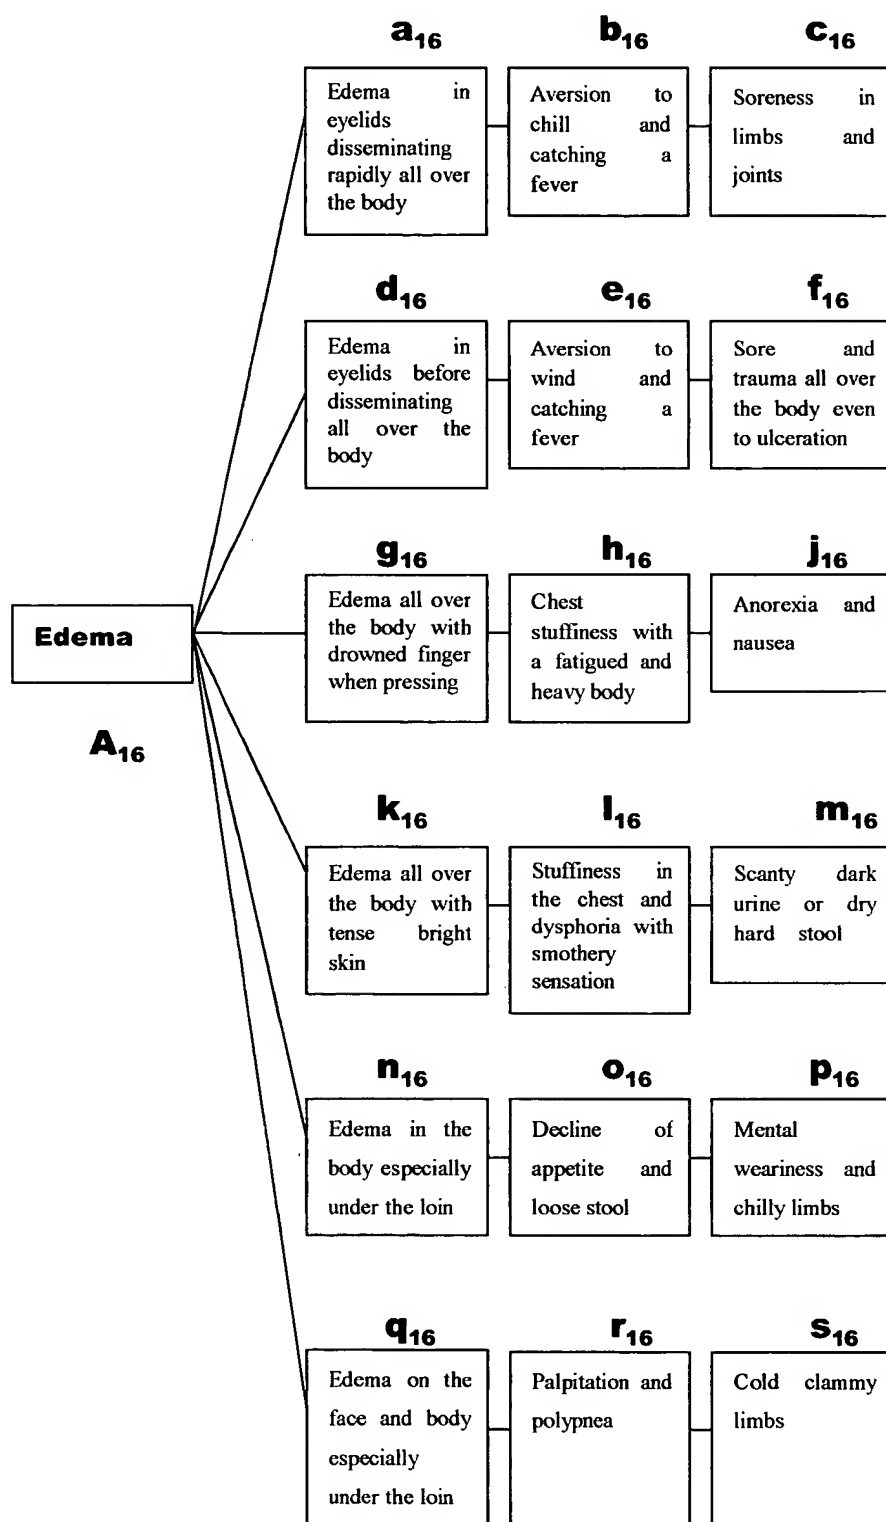 a16
b16
c16
Edema in
eyelids
disseminating
rapidly all over
the body
Aversion to
chill and
catching a
fever
Soreness in
limbs and
joints
d16
e16
f16
Edema in
eyelids before
disseminating
all over the
body
Aversion to
wind and
catching a
fever
Sore and
trauma all over
the body even
to ulceration
g16
h16
j16
Edema all over
the body with
drowned finger
when pressing
Chest
stuffiness with
a fatigued and
heavy body
Anorexia and
nausea
Edema
A16
k16
l16
m16
Edema all over
the body with
tense bright
skin
Stuffiness in
the chest and
dysphoria with
smothery
sensation
Scanty dark
urine or dry
hard stool
n16
o16
p16
Edema in the
body especially
under the loin
Decline of
appetite and
loose stool
Mental
weariness and
chilly limbs
q16
r16
s16
Edema on the
face and body
especially
under the loin
Palpitation and
polypnea
Cold clammy
limbs